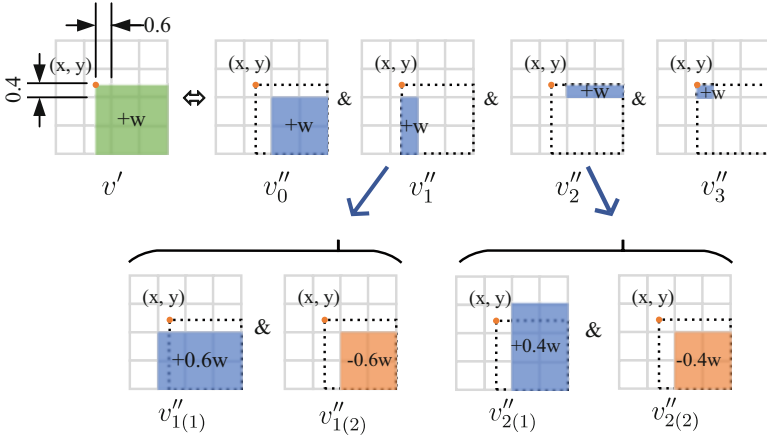 0.6
0.4
(x, y) (x, y) (x, y) (x, y) (x, y)
+w ⇔ +w & +w & +w & +w
v′ v″₀ v″₁ v″₂ v″₃
(x, y) (x, y) (x, y) (x, y)
+0.6w & -0.6w +0.4w & -0.4w
v″₁₍₁₎ v″₁₍₂₎ v″₂₍₁₎ v″₂₍₂₎